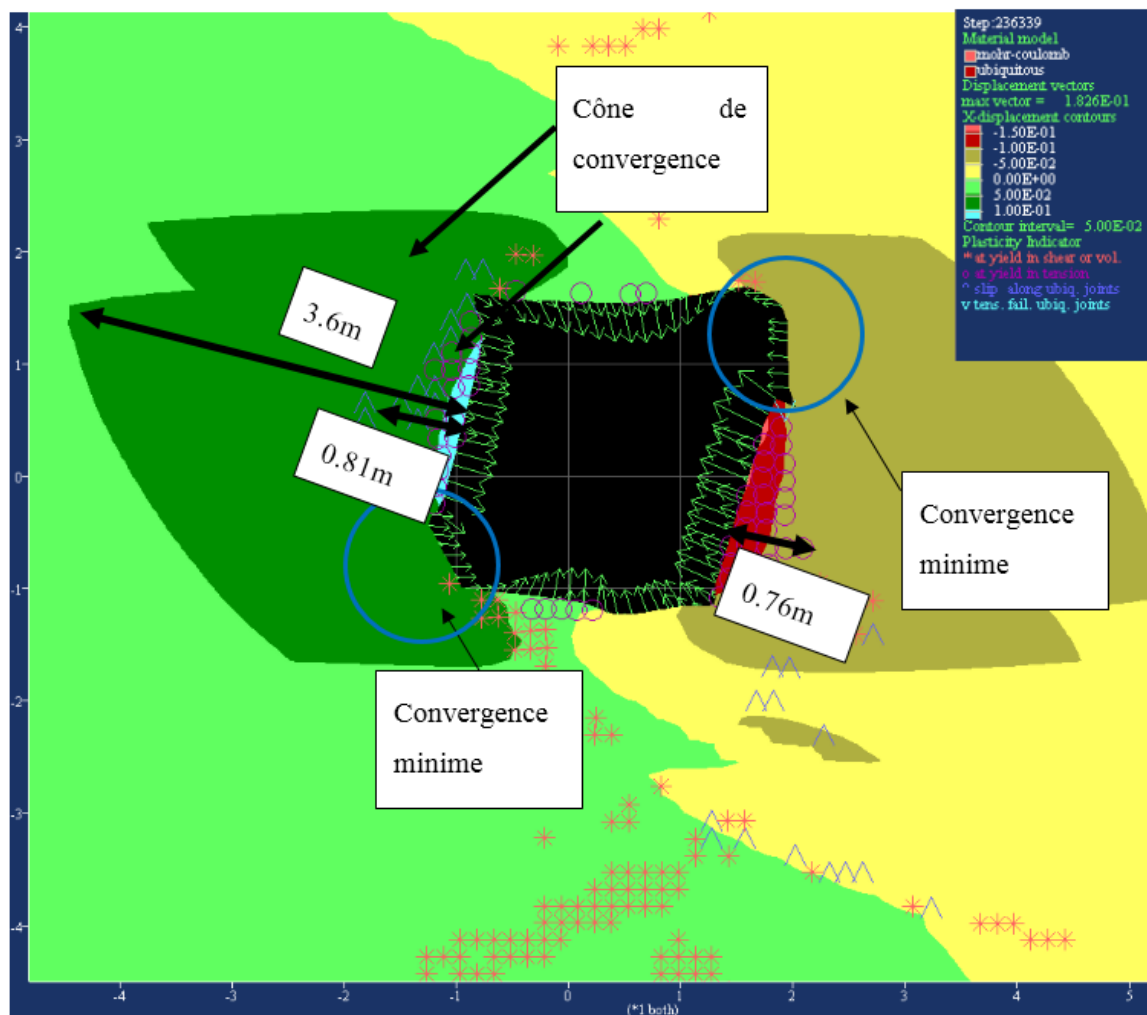 Step:236339
Material model
mohr-coulomb
ubiquitous
Displacement vectors
max vector = 1.826E-01
X-displacement contours
-1.50E-01
-1.00E-01
-5.00E-02
0.00E+00
5.00E-02
1.00E-01
Contour interval= 5.00E-02
Plasticity Indicator
* at yield in shear or vol.
o at yield in tension
^ slip along ubiq. joints
v tens. fail. ubiq. joints
Cône de
convergence
3.6m
0.81m
0.76m
Convergence
minime
Convergence
minime
4
3
2
1
0
-1
-2
-3
-4
-4 -3 -2 -1 0 1 2 3 4 5
(*1 both)